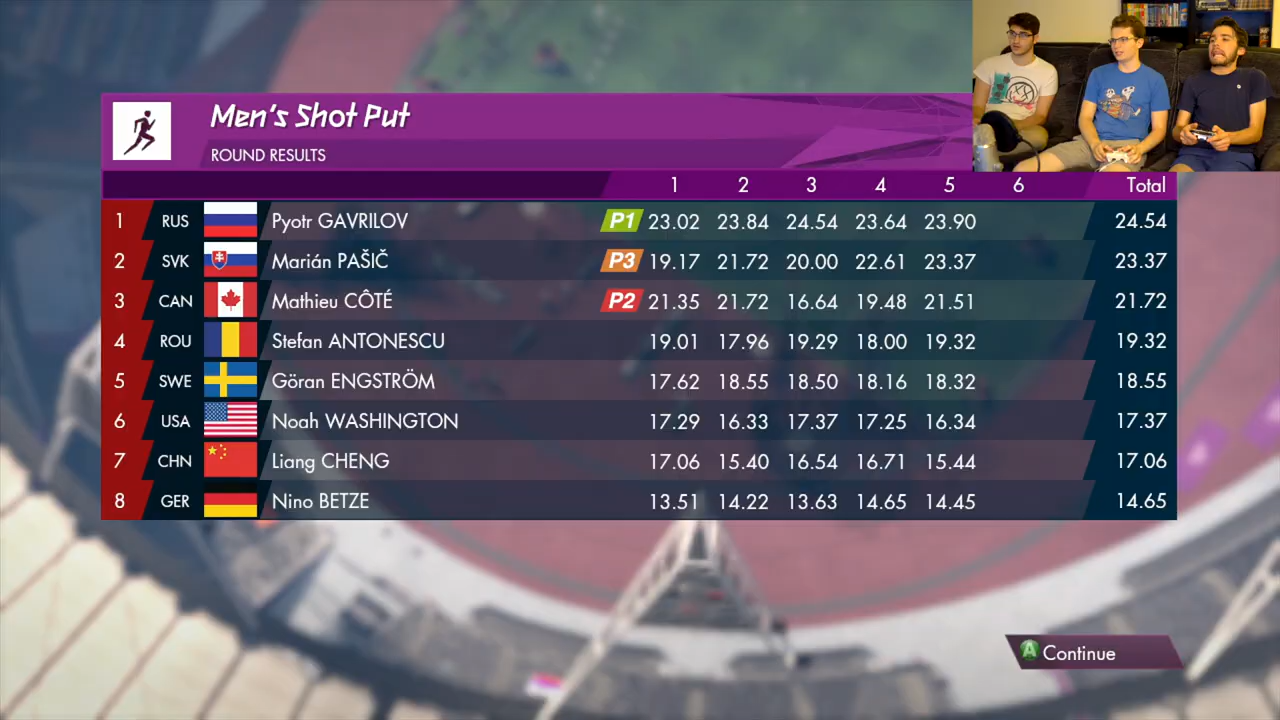 Men's Shot Put
ROUND RESULTS
1 2 3 4 5 6 Total
1 RUS Pyotr GAVRILOV P1 23.02 23.84 24.54 23.64 23.90 24.54
2 SVK Marián PAŠIČ P3 19.17 21.72 20.00 22.61 23.37 23.37
3 CAN Mathieu CÔTÉ P2 21.35 21.72 16.64 19.48 21.51 21.72
4 ROU Stefan ANTONESCU 19.01 17.96 19.29 18.00 19.32 19.32
5 SWE Göran ENGSTRÖM 17.62 18.55 18.50 18.16 18.32 18.55
6 USA Noah WASHINGTON 17.29 16.33 17.37 17.25 16.34 17.37
7 CHN Liang CHENG 17.06 15.40 16.54 16.71 15.44 17.06
8 GER Nino BETZE 13.51 14.22 13.63 14.65 14.45 14.65
A Continue